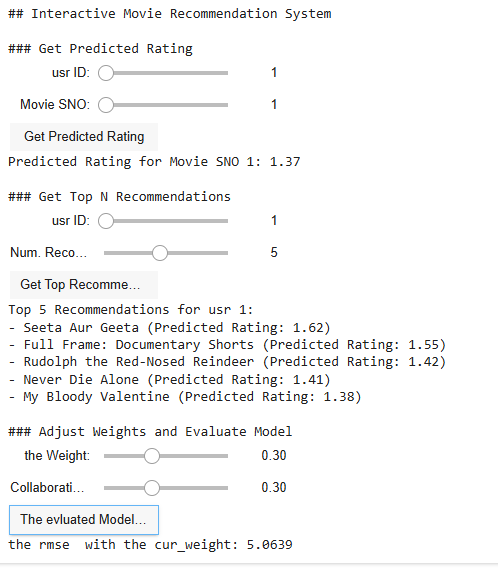 ## Interactive Movie Recommendation System
### Get Predicted Rating
usr ID: 1
Movie SNO: 1
Get Predicted Rating
Predicted Rating for Movie SNO 1: 1.37
### Get Top N Recommendations
usr ID: 1
Num. Reco... 5
Get Top Recomme...
Top 5 Recommendations for usr 1:
- Seeta Aur Geeta (Predicted Rating: 1.62)
- Full Frame: Documentary Shorts (Predicted Rating: 1.55)
- Rudolph the Red-Nosed Reindeer (Predicted Rating: 1.42)
- Never Die Alone (Predicted Rating: 1.41)
- My Bloody Valentine (Predicted Rating: 1.38)
### Adjust Weights and Evaluate Model
the Weight: 0.30
Collaborati... 0.30
The evluated Model...
the rmse  with the cur_weight: 5.0639